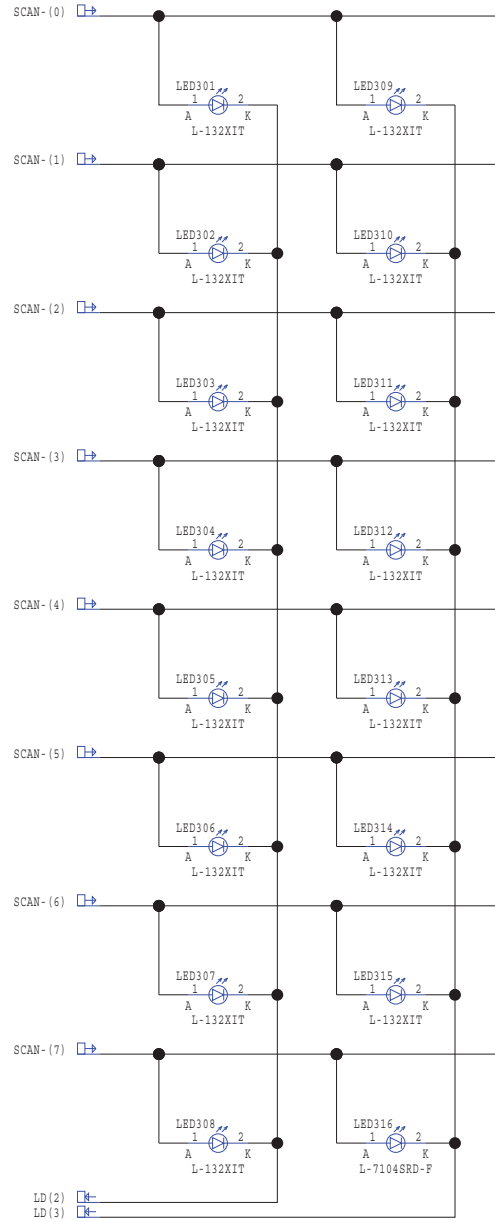 SCAN-(0)
LED301 LED309
1 2 1 2
A K A K
L-132XIT L-132XIT
SCAN-(1)
LED302 LED310
1 2 1 2
A K A K
L-132XIT L-132XIT
SCAN-(2)
LED303 LED311
1 2 1 2
A K A K
L-132XIT L-132XIT
SCAN-(3)
LED304 LED312
1 2 1 2
A K A K
L-132XIT L-132XIT
SCAN-(4)
LED305 LED313
1 2 1 2
A K A K
L-132XIT L-132XIT
SCAN-(5)
LED306 LED314
1 2 1 2
A K A K
L-132XIT L-132XIT
SCAN-(6)
LED307 LED315
1 2 1 2
A K A K
L-132XIT L-132XIT
SCAN-(7)
LED308 LED316
1 2 1 2
A K A K
L-132XIT L-7104SRD-F
LD(2)
LD(3)